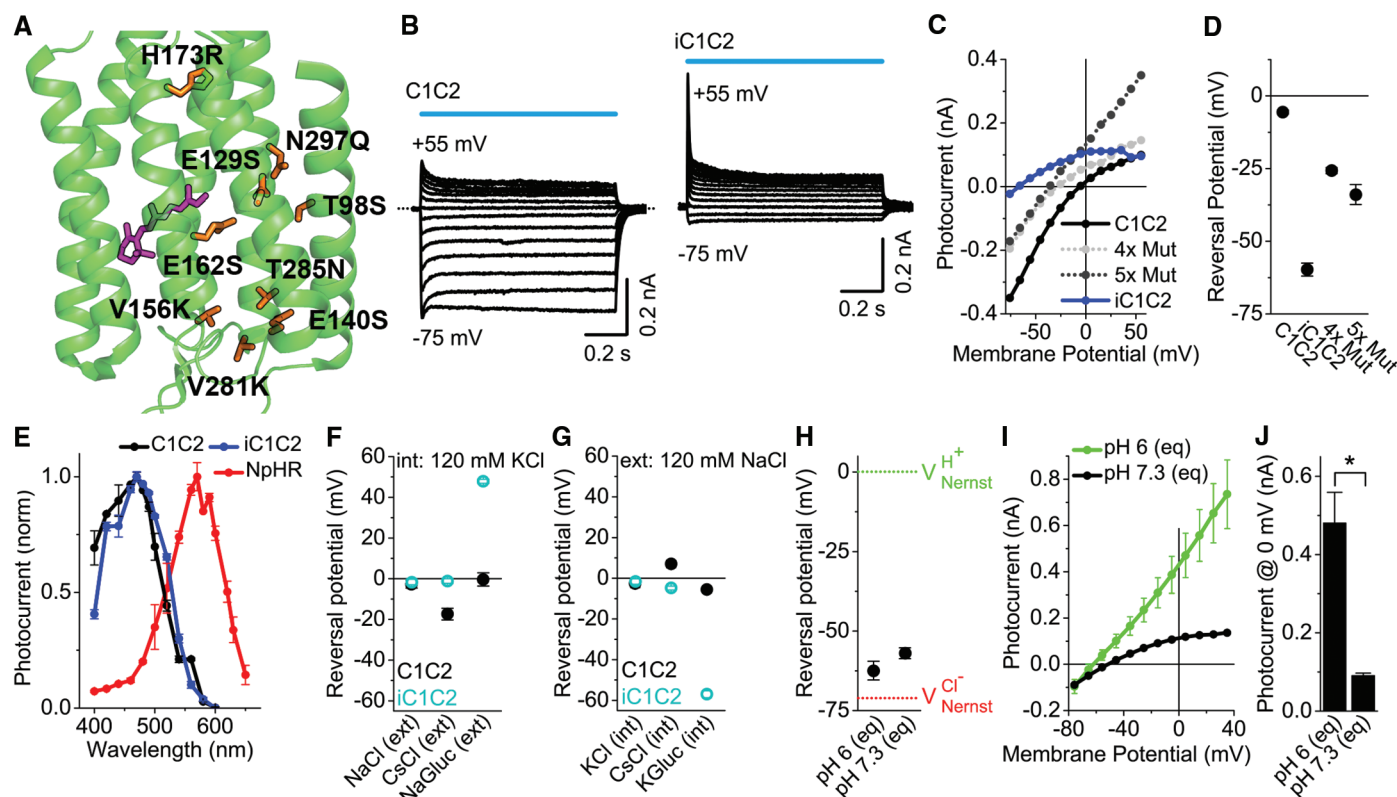 A
H173R
N297Q
E129S
T98S
E162S
T285N
V156K
E140S
V281K
B
C1C2
+55 mV
-75 mV
0.2 nA
0.2 s
iC1C2
+55 mV
-75 mV
0.2 nA
0.2 s
C
Photocurrent (nA)
0.4
0.2
0.0
-0.2
-0.4
C1C2
4x Mut
5x Mut
iC1C2
-50 0 50
Membrane Potential (mV)
D
Reversal Potential (mV)
0
-25
-50
-75
C1C2
iC1C2
4x Mut
5x Mut
E
C1C2 iC1C2
NpHR
Photocurrent (norm)
1.0
0.5
0.0
400 500 600
Wavelength (nm)
F
Reversal potential (mV)
60
40
20
0
-20
-40
-60
int: 120 mM KCl
C1C2
iC1C2
NaCl (ext)
CsCl (ext)
NaGluc (ext)
G
Reversal potential (mV)
60
40
20
0
-20
-40
-60
ext: 120 mM NaCl
C1C2
iC1C2
KCl (int)
CsCl (int)
KGluc (int)
H
Reversal potential (mV)
0
-25
-50
-75
V H+ Nernst
V Cl- Nernst
pH 6 (eq)
pH 7.3 (eq)
I
pH 6 (eq)
pH 7.3 (eq)
Photocurrent (nA)
0.8
0.6
0.4
0.2
0.0
-0.2
-80 -40 0 40
Membrane Potential (mV)
J
Photocurrent @ 0 mV (nA)
0.6
0.4
0.2
0.0
*
pH 6 (eq)
pH 7.3 (eq)